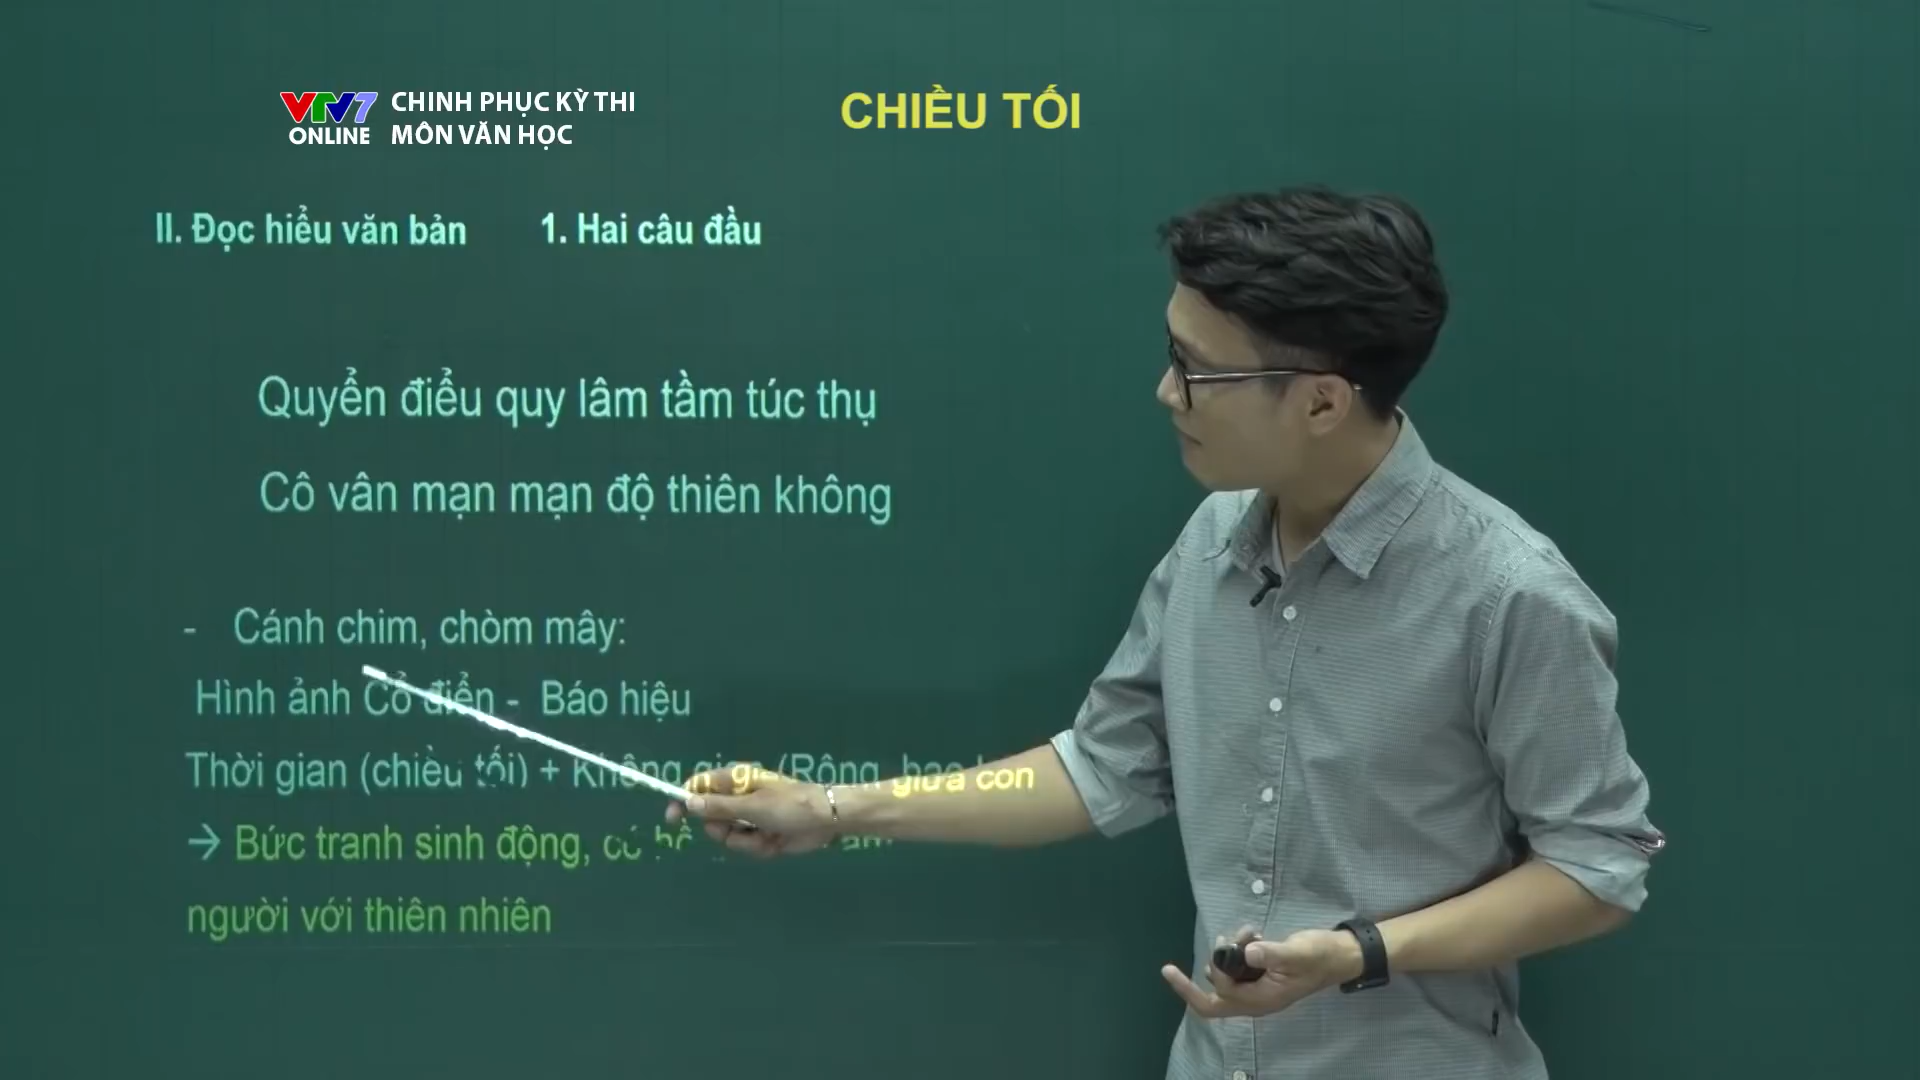 VTV7 ONLINE
CHINH PHỤC KỲ THI
MÔN VĂN HỌC
CHIỀU TỐI
II. Đọc hiểu văn bản 1. Hai câu đầu
Quyển điểu quy lâm tầm túc thụ
Cô vân mạn mạn độ thiên không
- Cánh chim, chòm mây:
Hình ảnh Cổ điển - Báo hiệu
Thời gian (chiều tối) + Không gian (Rộng,
→ Bức tranh sinh động, có giữa con
người với thiên nhiên